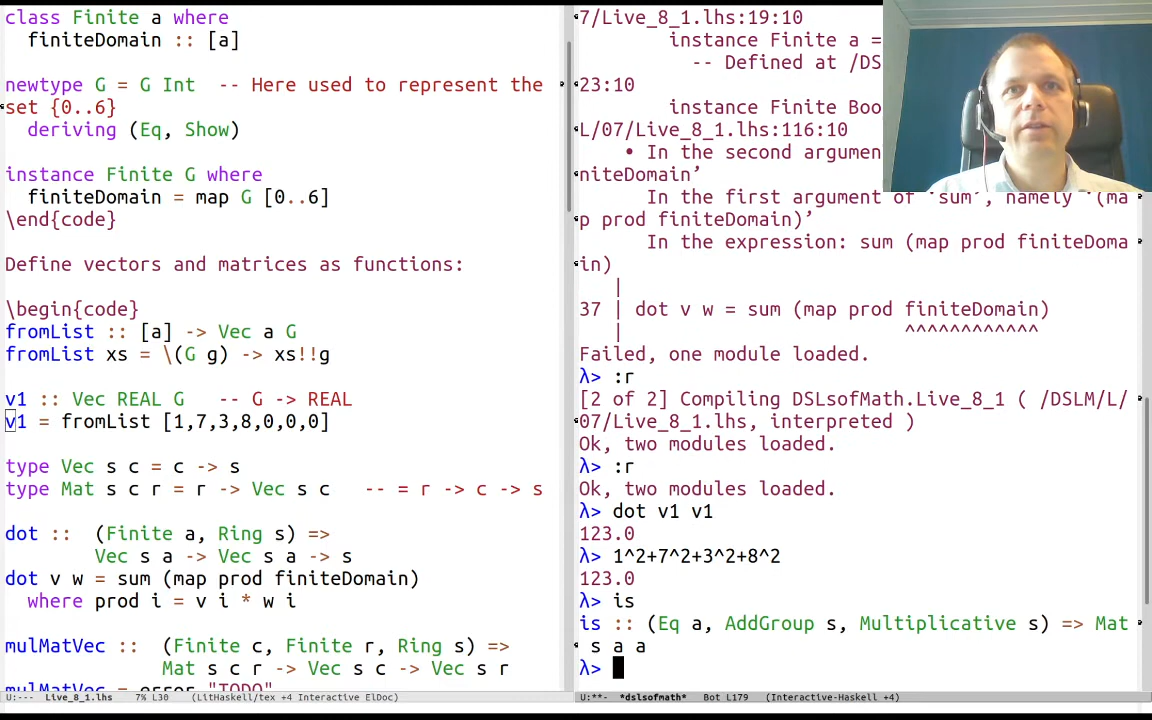 class Finite a where
  finiteDomain :: [a]

newtype G = G Int  -- Here used to represent the
set {0..6}
  deriving (Eq, Show)

instance Finite G where
  finiteDomain = map G [0..6]
\end{code}

Define vectors and matrices as functions:

\begin{code}
fromList :: [a] -> Vec a G
fromList xs = \(G g) -> xs!!g

v1 :: Vec REAL G   -- G -> REAL
v1 = fromList [1,7,3,8,0,0,0]

type Vec s c = c -> s
type Mat s c r = r -> Vec s c   -- = r -> c -> s

dot ::  (Finite a, Ring s) =>
        Vec s a -> Vec s a -> s
dot v w = sum (map prod finiteDomain)
  where prod i = v i * w i

mulMatVec ::  (Finite c, Finite r, Ring s) =>
              Mat s c r -> Vec s c -> Vec s r
mulMatVec = error "TODO"
U:---  Live_8_1.lhs   7% L30   (LitHaskell/tex +4 Interactive ElDoc)
7/Live_8_1.lhs:19:10
        instance Finite a =
          -- Defined at /DS
23:10
        instance Finite Boo
L/07/Live_8_1.lhs:116:10
    • In the second argumen
niteDomain’
      In the first argument of ‘sum’, namely ‘(ma
p prod finiteDomain)’
      In the expression: sum (map prod finiteDoma
in)
   |
37 | dot v w = sum (map prod finiteDomain)
   |                         ^^^^^^^^^^^^
Failed, one module loaded.
λ> :r
[2 of 2] Compiling DSLsofMath.Live_8_1 ( /DSLM/L/
07/Live_8_1.lhs, interpreted )
Ok, two modules loaded.
λ> :r
Ok, two modules loaded.
λ> dot v1 v1
123.0
λ> 1^2+7^2+3^2+8^2
123.0
λ> is
is :: (Eq a, AddGroup s, Multiplicative s) => Mat
 s a a
λ>
U:**-  *dslsofmath*   Bot L179   (Interactive-Haskell +4)